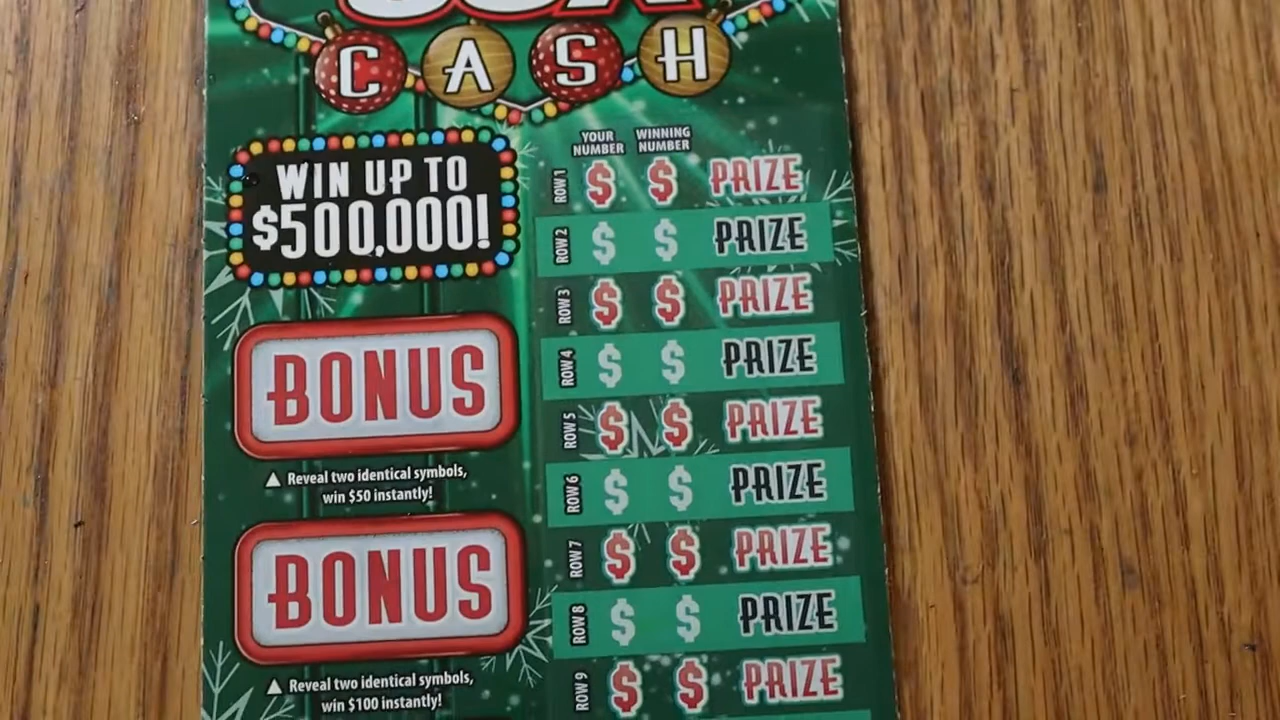 CASH
WIN UP TO
$500,000!
BONUS
▲ Reveal two identical symbols,
win $50 instantly!
BONUS
▲ Reveal two identical symbols,
win $100 instantly!
YOUR NUMBER WINNING NUMBER
ROW 1 $ $ PRIZE
ROW 2 $ $ PRIZE
ROW 3 $ $ PRIZE
ROW 4 $ $ PRIZE
ROW 5 $ $ PRIZE
ROW 6 $ $ PRIZE
ROW 7 $ $ PRIZE
ROW 8 $ $ PRIZE
ROW 9 $ $ PRIZE